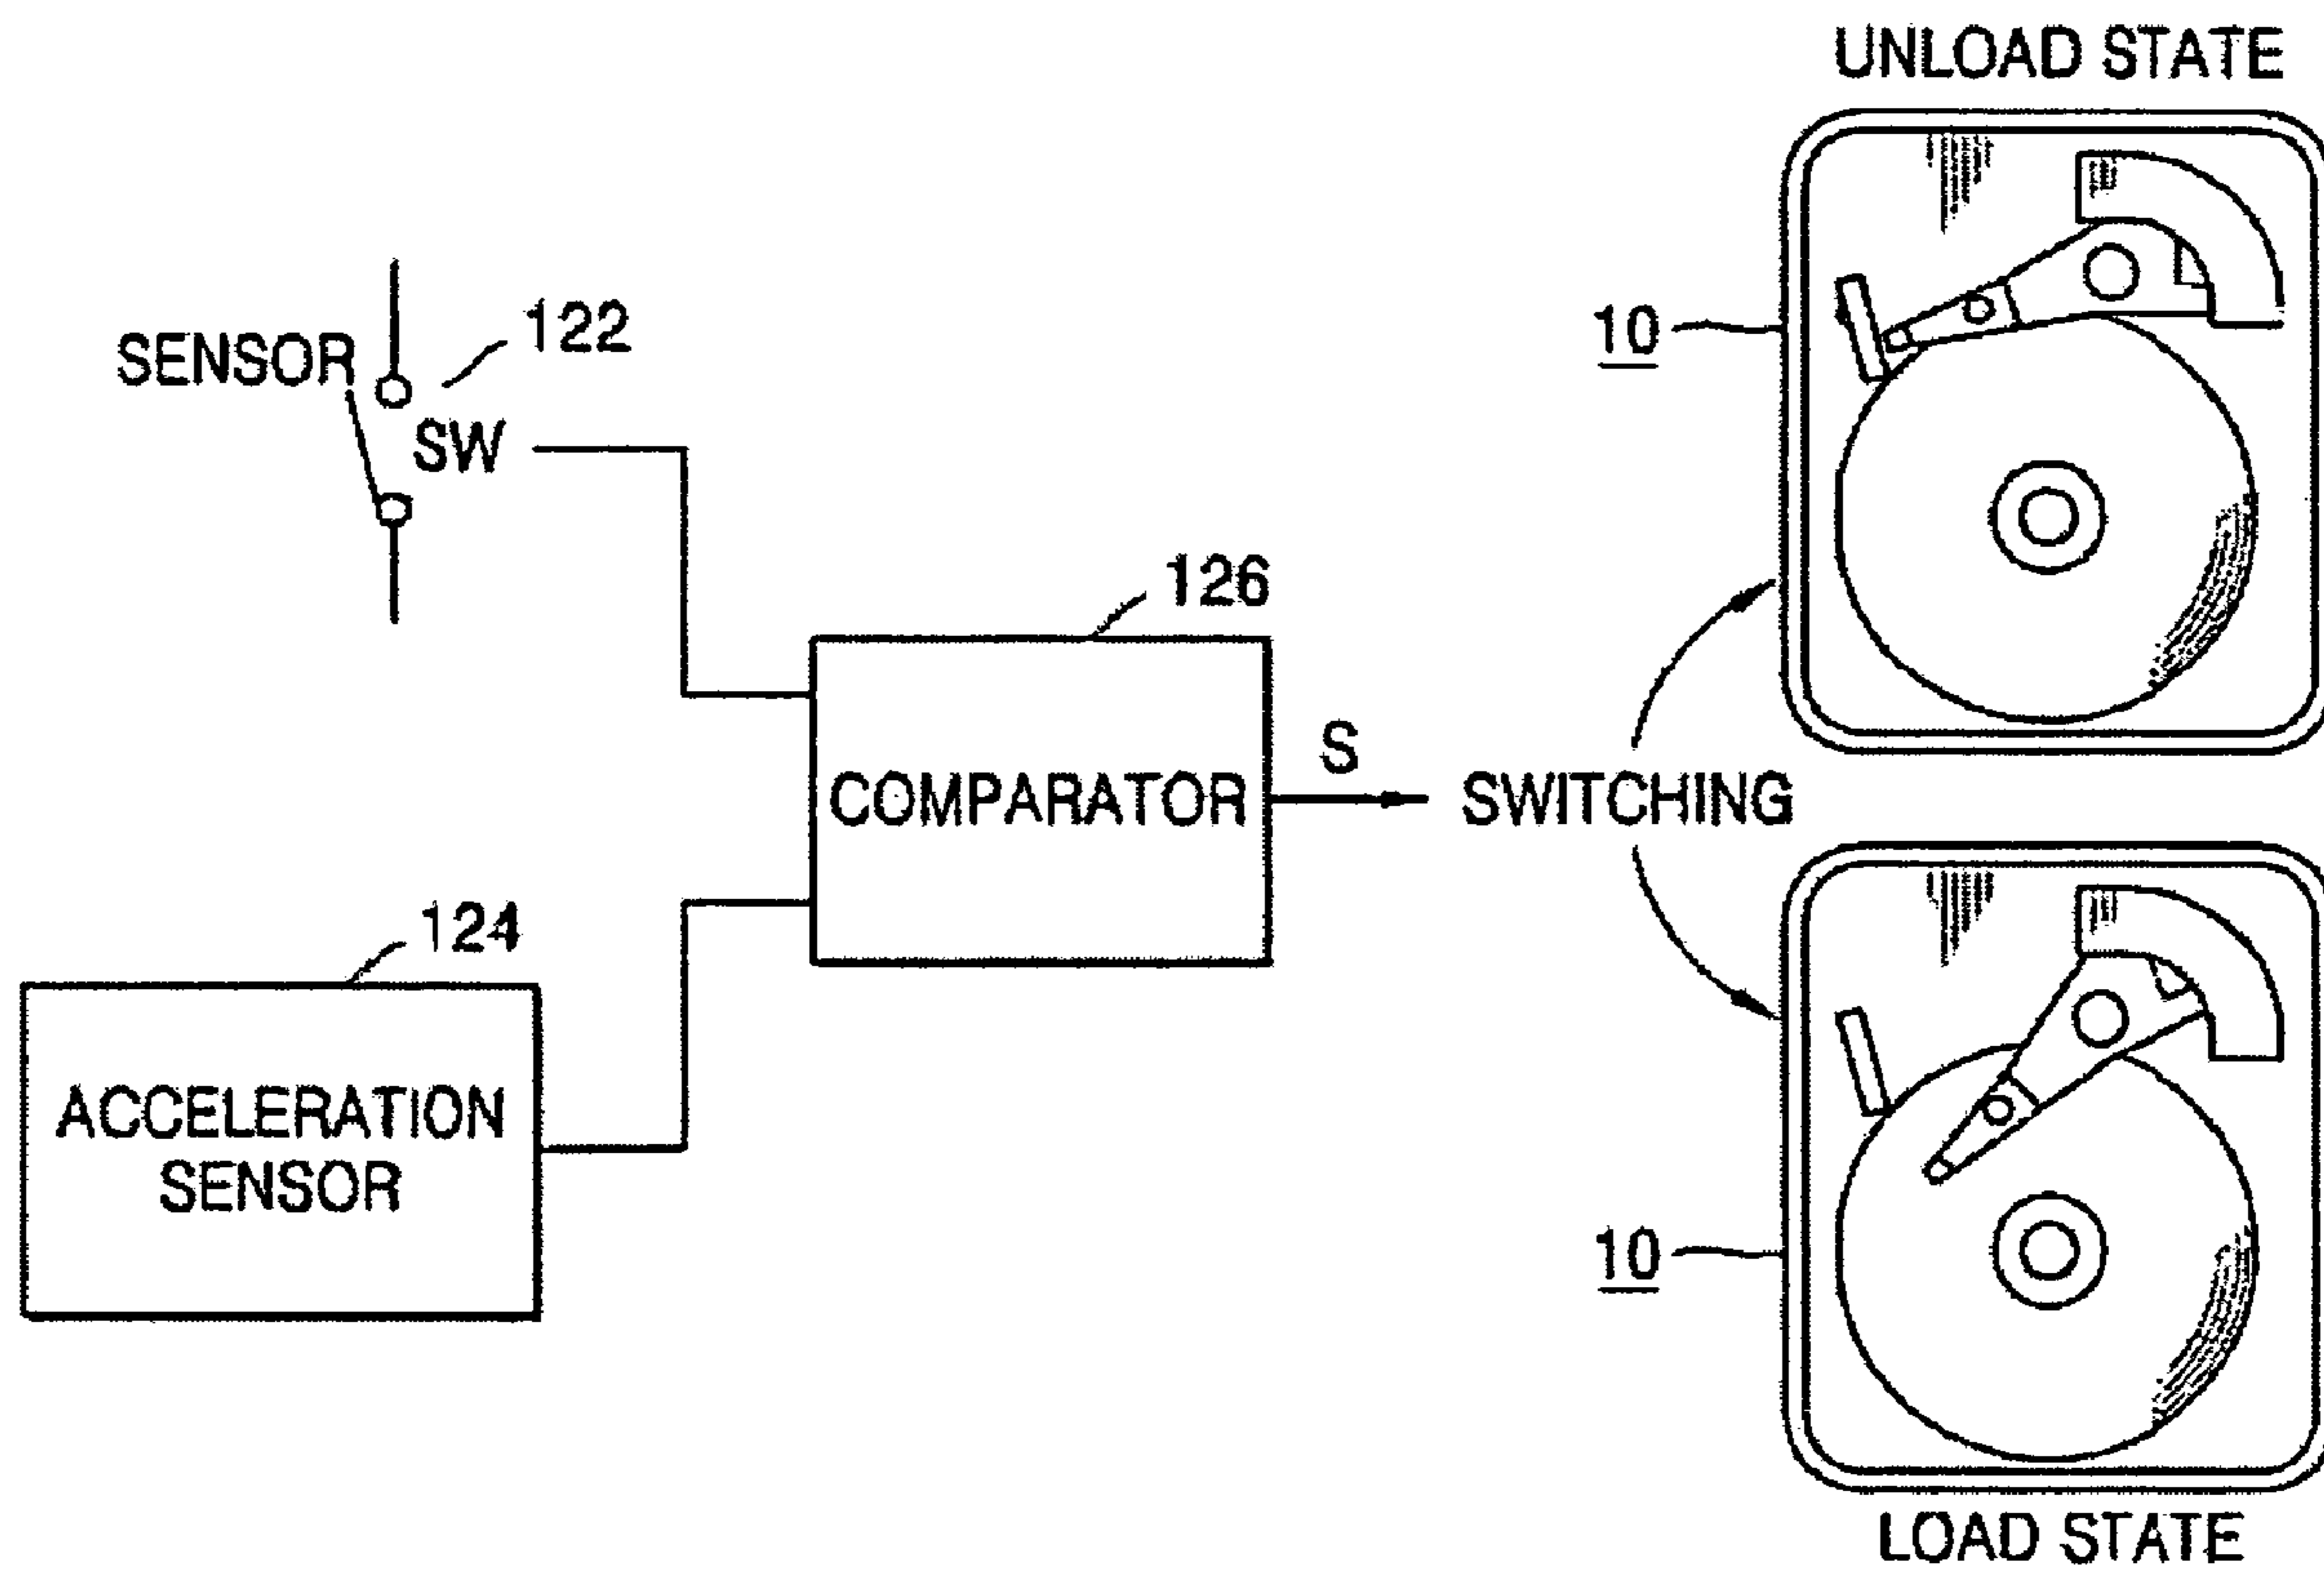 UNLOAD STATE
122
SENSOR
SW
10
126
S
COMPARATOR
SWITCHING
124
ACCELERATION
SENSOR
10
LOAD STATE